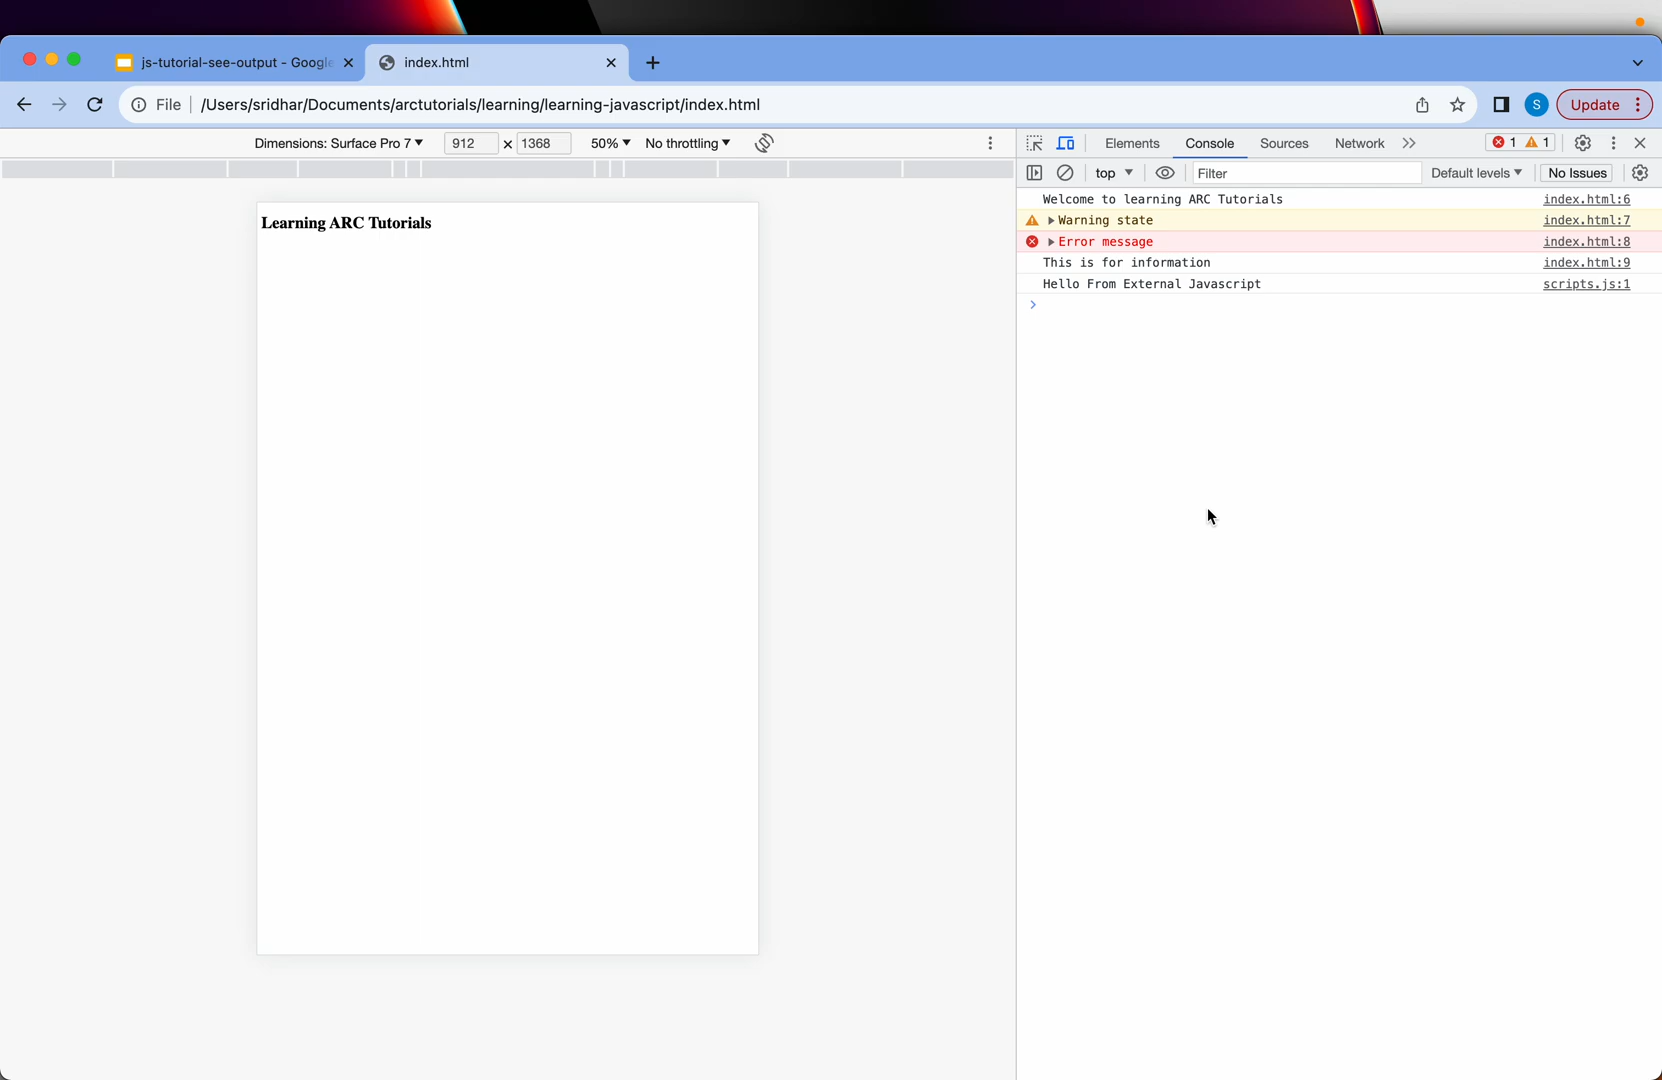 js-tutorial-see-output - Google
index.html
File
/Users/sridhar/Documents/arctutorials/learning/learning-javascript/index.html
S
Update
Dimensions: Surface Pro 7
912 × 1368
50%
No throttling
Elements
Console
Sources
Network
1 1
top
Filter
Default levels
No Issues
Learning ARC Tutorials
Welcome to learning ARC Tutorials index.html:6
Warning state index.html:7
Error message index.html:8
This is for information index.html:9
Hello From External Javascript scripts.js:1